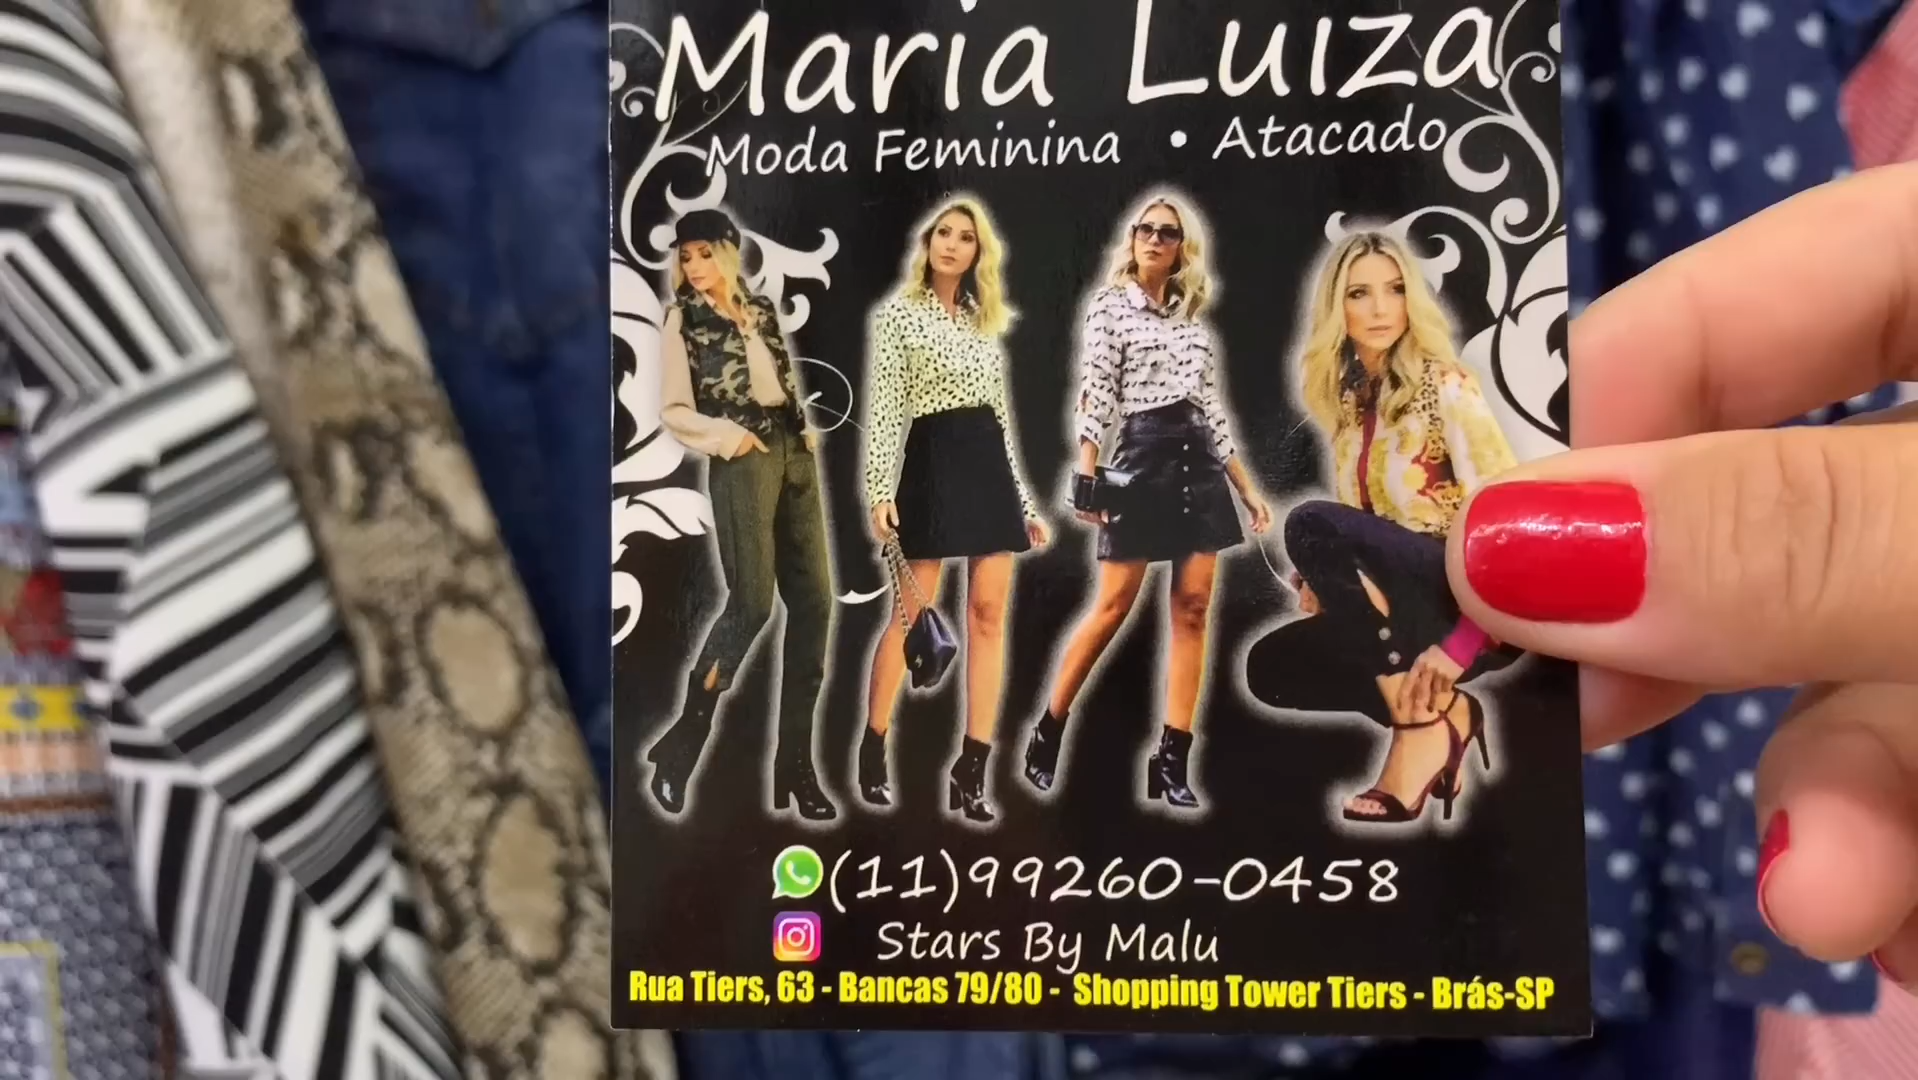 Maria Luiza
Moda Feminina • Atacado
(11)99260-0458
Stars By Malu
Rua Tiers, 63 - Bancas 79/80 - Shopping Tower Tiers - Brás-SP